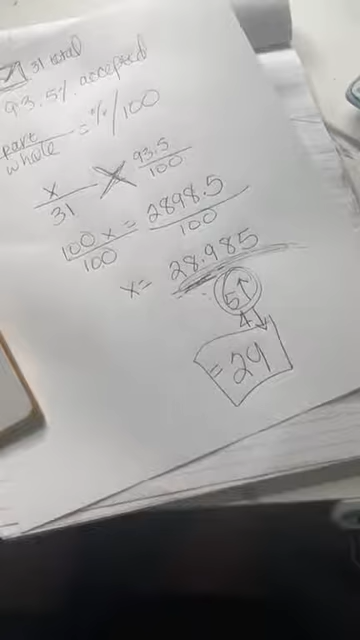 31 total
93.5% accepted
part/whole = %/100
x/31 93.5/100
100x/100 = 2898.5/100
x= 28.985
5↑
4↓
= 29